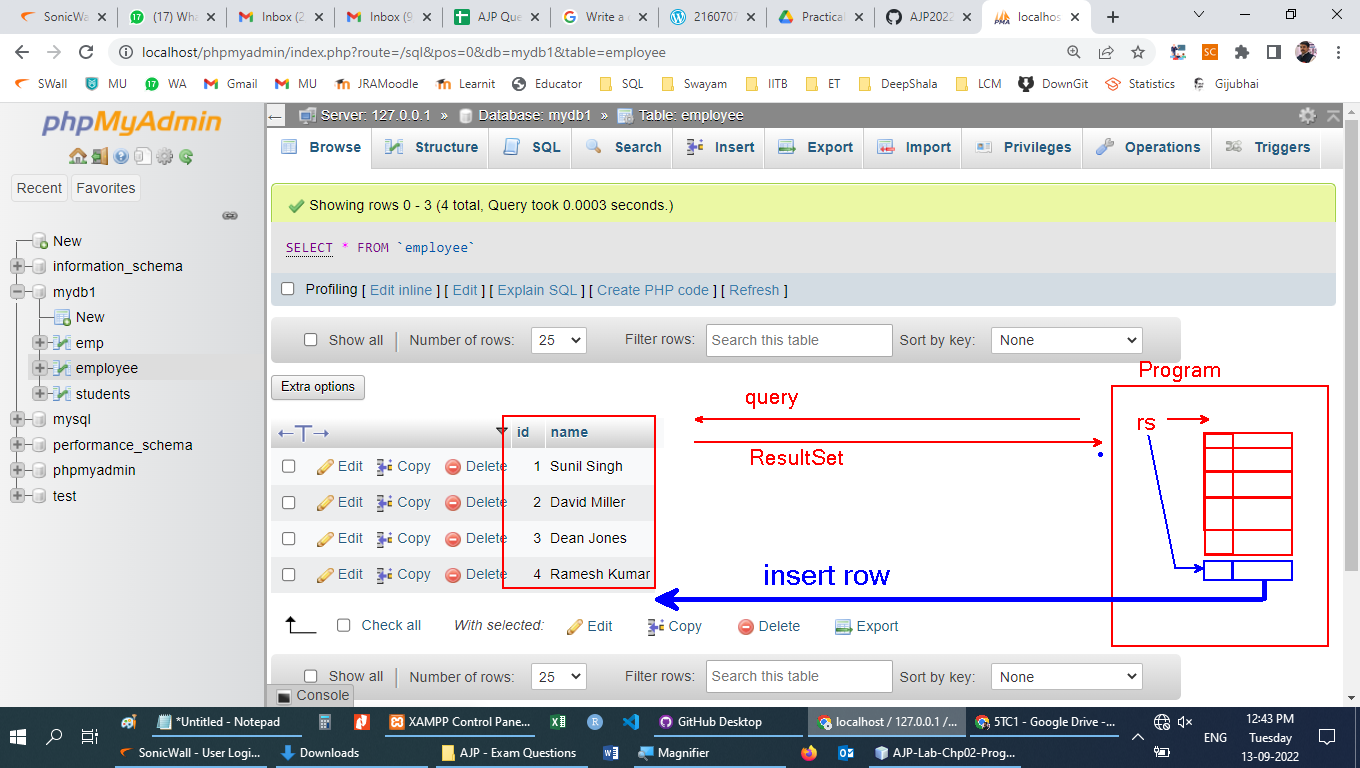 SonicWall
(17) Wha
Inbox (2
Inbox (9
AJP Que
Write a
2160707
Practical
AJP2022
localhos
localhost/phpmyadmin/index.php?route=/sql&pos=0&db=mydb1&table=employee
SC
SWall
MU
17 WA
Gmail
MU
JRAMoodle
Learnit
Educator
SQL
Swayam
IITB
ET
DeepShala
LCM
DownGit
Statistics
Gijubhai
phpMyAdmin
Recent
Favorites
New
information_schema
mydb1
New
emp
employee
students
mysql
performance_schema
phpmyadmin
test
Server: 127.0.0.1 » Database: mydb1 » Table: employee
Browse
Structure
SQL
Search
Insert
Export
Import
Privileges
Operations
Triggers
Showing rows 0 - 3 (4 total, Query took 0.0003 seconds.)
SELECT * FROM `employee`
Profiling [ Edit inline ] [ Edit ] [ Explain SQL ] [ Create PHP code ] [ Refresh ]
Show all
Number of rows: 25
Filter rows: Search this table
Sort by key: None
Extra options
id name
Edit Copy Delete 1 Sunil Singh
Edit Copy Delete 2 David Miller
Edit Copy Delete 3 Dean Jones
Edit Copy Delete 4 Ramesh Kumar
query
ResultSet
Program
rs
insert row
Check all
With selected:
Edit
Copy
Delete
Export
Show all
Number of rows: 25
Filter rows: Search this table
Sort by key: None
Console
*Untitled - Notepad
XAMPP Control Pane...
GitHub Desktop
localhost / 127.0.0.1 /...
5TC1 - Google Drive -...
SonicWall - User Logi...
Downloads
AJP - Exam Questions
Magnifier
AJP-Lab-Chp02-Prog...
ENG
12:43 PM
Tuesday
13-09-2022